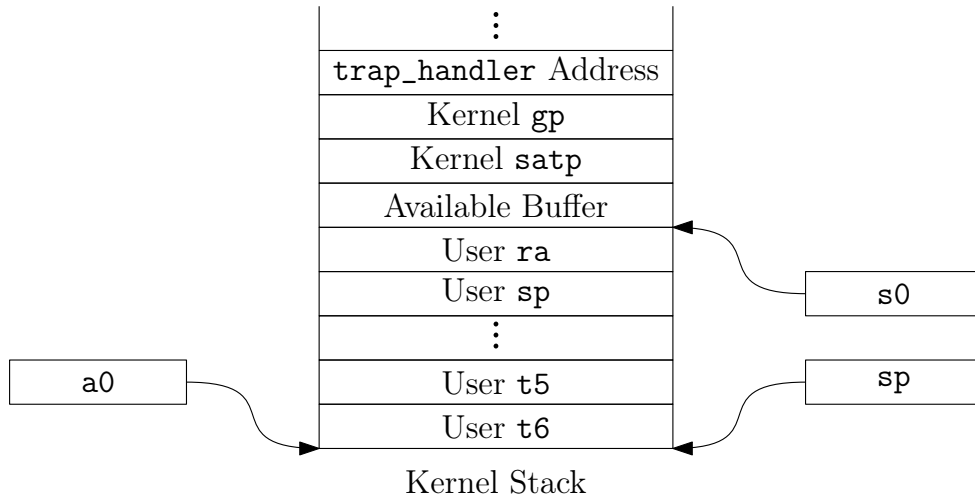 ⋮
trap_handler Address
Kernel gp
Kernel satp
Available Buffer
User ra
User sp
s0
⋮
a0
User t5
sp
User t6
Kernel Stack